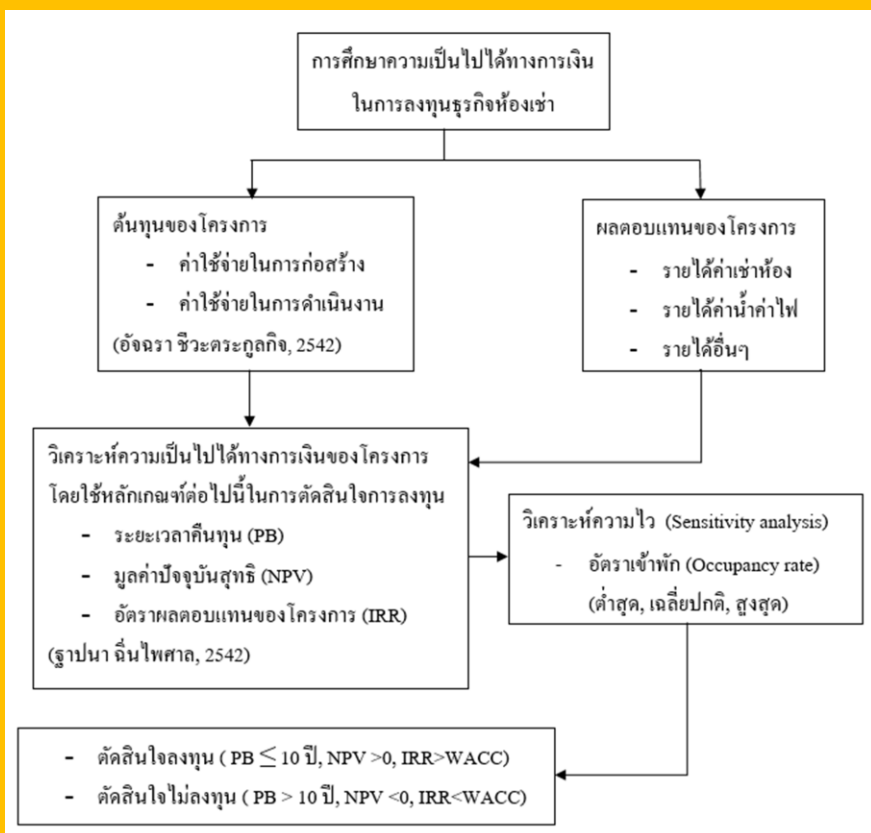 การศึกษาความเป็นไปได้ทางการเงิน
ในการลงทุนธุรกิจห้องเช่า
ต้นทุนของโครงการ
- ค่าใช้จ่ายในการก่อสร้าง
- ค่าใช้จ่ายในการดำเนินงาน
(อัจฉรา ชีวะตระกูลกิจ, 2542)
ผลตอบแทนของโครงการ
- รายได้ค่าเช่าห้อง
- รายได้ค่าน้ำค่าไฟ
- รายได้อื่นๆ
วิเคราะห์ความเป็นไปได้ทางการเงินของโครงการ
โดยใช้หลักเกณฑ์ต่อไปนี้ในการตัดสินใจการลงทุน
- ระยะเวลาคืนทุน (PB)
- มูลค่าปัจจุบันสุทธิ (NPV)
- อัตราผลตอบแทนของโครงการ (IRR)
(ฐาปนา ฉิ่นไพศาล, 2542)
วิเคราะห์ความไว (Sensitivity analysis)
- อัตราเข้าพัก (Occupancy rate)
(ต่ำสุด, เฉลี่ยปกติ, สูงสุด)
- ตัดสินใจลงทุน ( PB ≤ 10 ปี, NPV >0, IRR>WACC)
- ตัดสินใจไม่ลงทุน ( PB > 10 ปี, NPV <0, IRR<WACC)